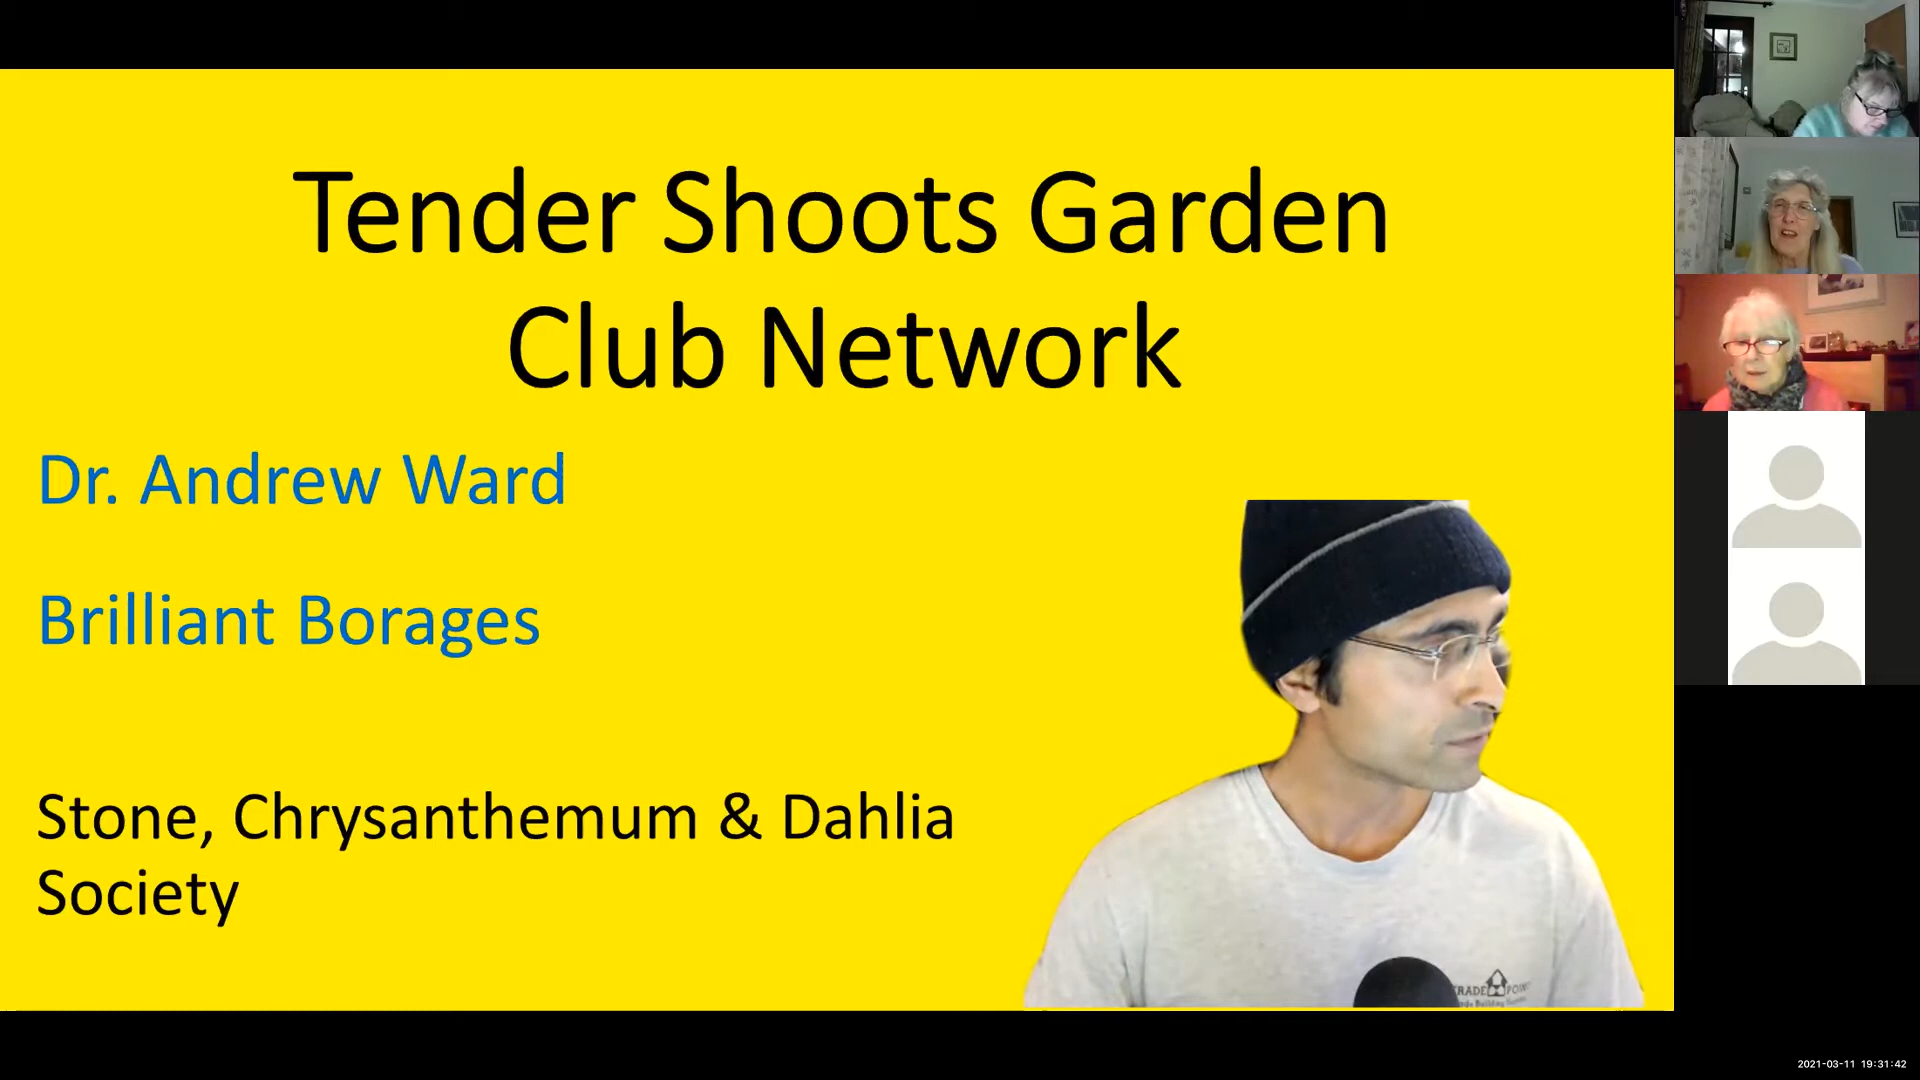 Tender Shoots Garden
Club Network
Dr. Andrew Ward
Brilliant Borages
Stone, Chrysanthemum & Dahlia
Society
2021-03-11 19:31:42